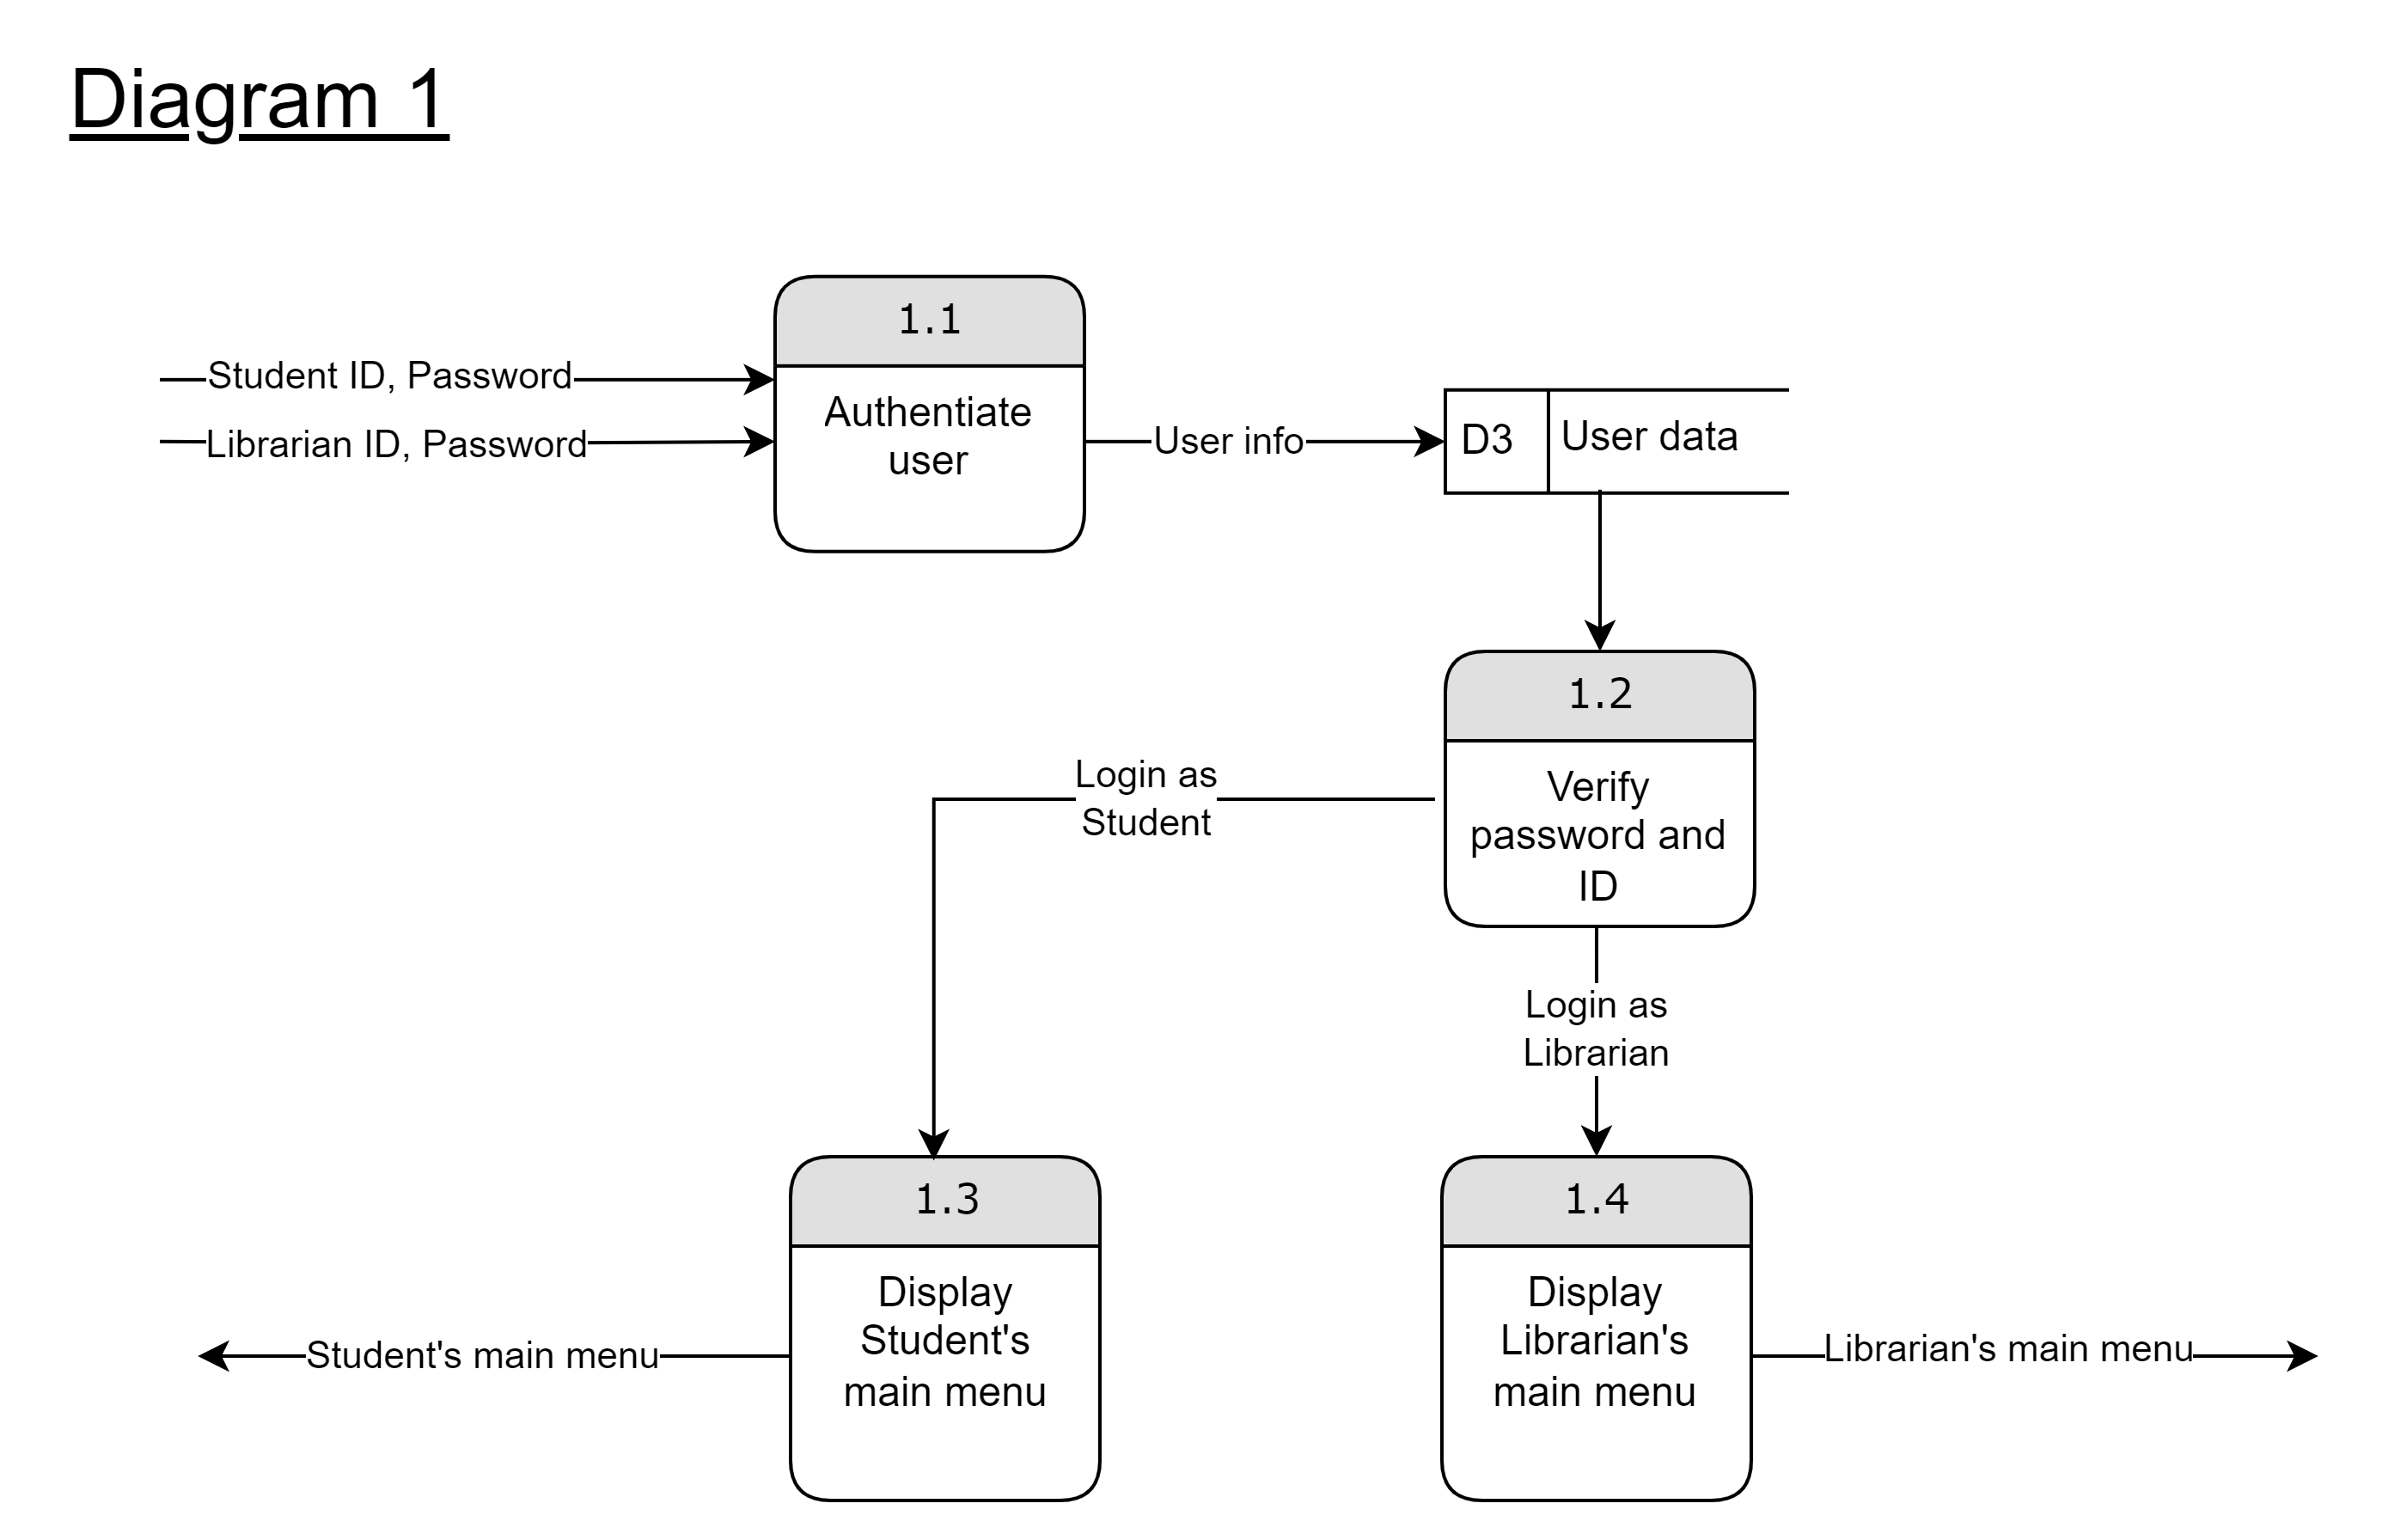 Diagram 1
1.1
Student ID, Password
Authentiate
user
Librarian ID, Password
User info
D3
User data
1.2
Verify
password and
ID
Login as
Student
Login as
Librarian
1.3
Display
Student's
main menu
Student's main menu
1.4
Display
Librarian's
main menu
Librarian's main menu